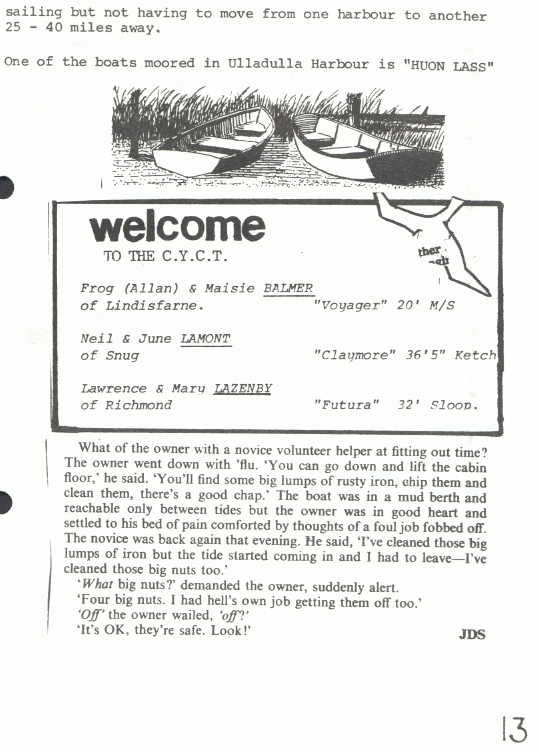 sailing but not having to move from one harbour to another
25 - 40 miles away.
One of the boats moored in Ulladulla Harbour is "HUON LASS"
welcome
TO THE C.Y.C.T.
ther
Frog (Allan) & Maisie BALMER
of Lindisfarne. "Voyager" 20' M/S
Neil & June LAMONT
of Snug "Claymore" 36'5" Ketch
Lawrence & Mary LAZENBY
of Richmond "Futura" 32' Sloop.
What of the owner with a novice volunteer helper at fitting out time?
The owner went down with 'flu. 'You can go down and lift the cabin
floor,' he said. 'You'll find some big lumps of rusty iron, chip them and
clean them, there's a good chap.' The boat was in a mud berth and
reachable only between tides but the owner was in good heart and
settled to his bed of pain comforted by thoughts of a foul job fobbed off.
The novice was back again that evening. He said, 'I've cleaned those big
lumps of iron but the tide started coming in and I had to leave—I've
cleaned those big nuts too.'
'What big nuts?' demanded the owner, suddenly alert.
'Four big nuts. I had hell's own job getting them off too.'
'Off' the owner wailed, 'off?'
'It's OK, they're safe. Look!' JDS
13